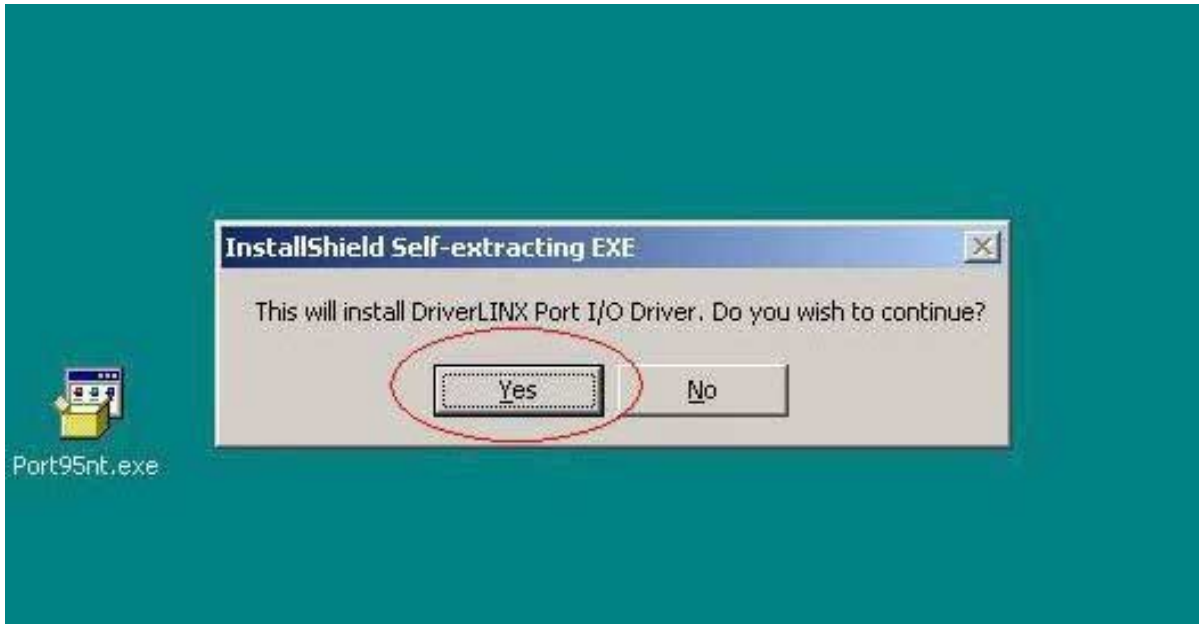 InstallShield Self-extracting EXE
This will install DriverLINX Port I/O Driver. Do you wish to continue?
Yes
No
Port95nt.exe